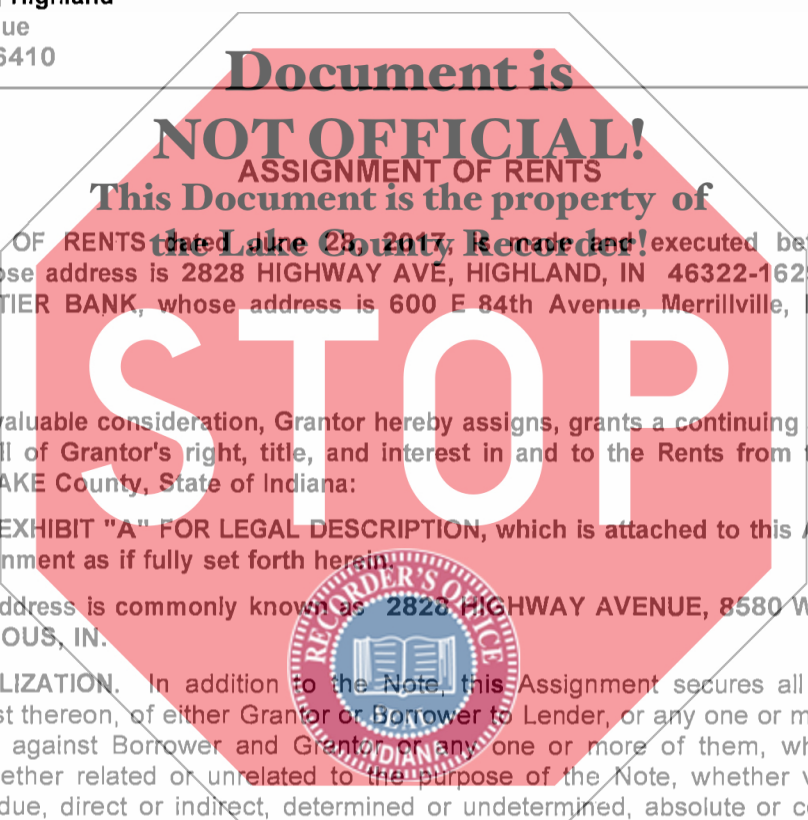 Highland
ue
6410
Document is
NOT OFFICIAL!
ASSIGNMENT OF RENTS
This Document is the property of
the Lake County Recorder!
OF RENTS dated June 28, 2017, is made and executed be
ose address is 2828 HIGHWAY AVE, HIGHLAND, IN 46322-162
TIER BANK, whose address is 600 E 84th Avenue, Merrillville,
STOP
valuable consideration, Grantor hereby assigns, grants a continuing
ll of Grantor's right, title, and interest in and to the Rents from
AKE County, State of Indiana:
EXHIBIT "A" FOR LEGAL DESCRIPTION, which is attached to this A
nment as if fully set forth herein.
RECORDER'S OFFICE
ddress is commonly known as 2828 HIGHWAY AVENUE, 8580 W
OUS, IN.
LIZATION. In addition to the Note, this Assignment secures all
st thereon, of either Grantor or Borrower to Lender, or any one or m
against Borrower and Grantor or any one or more of them, wh
INDIANA
ether related or unrelated to the purpose of the Note, whether v
due, direct or indirect, determined or undetermined, absolute or co